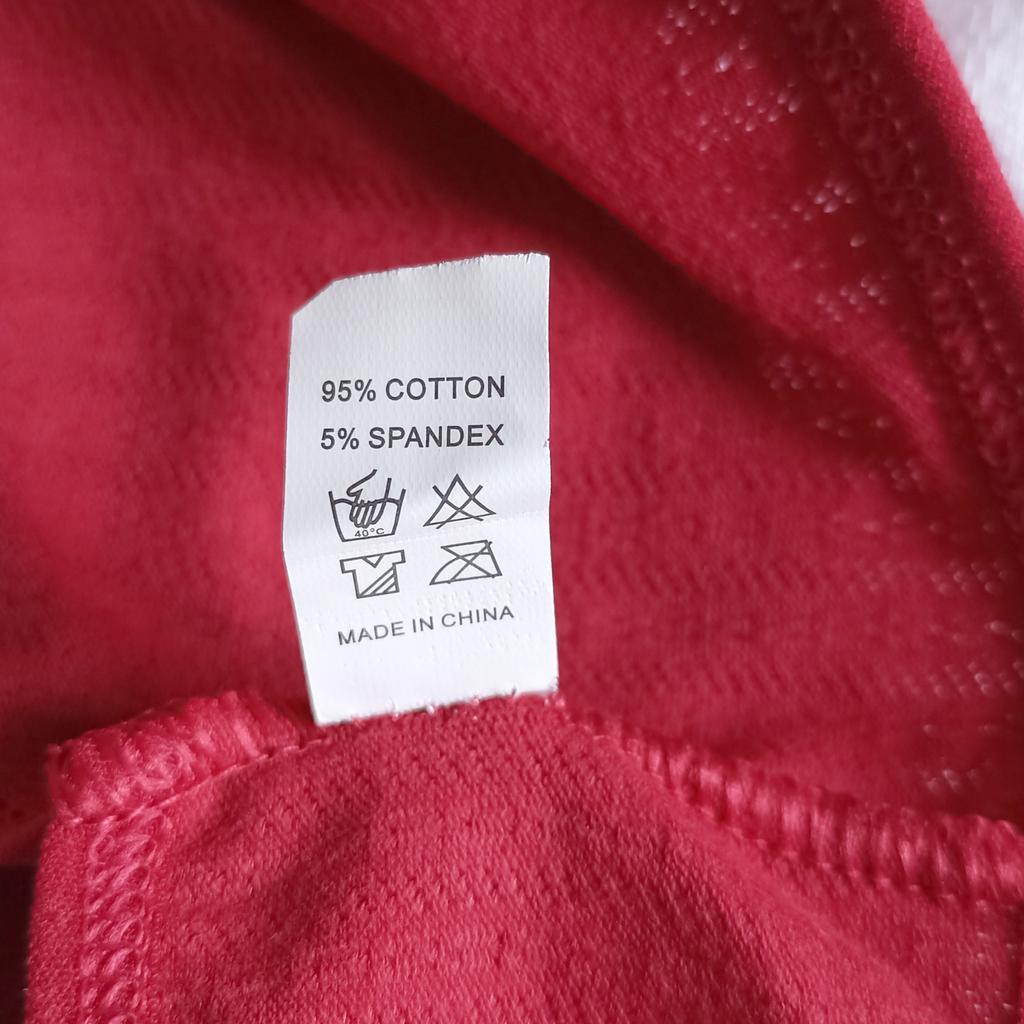 95% COTTON
5% SPANDEX
40°C
MADE IN CHINA